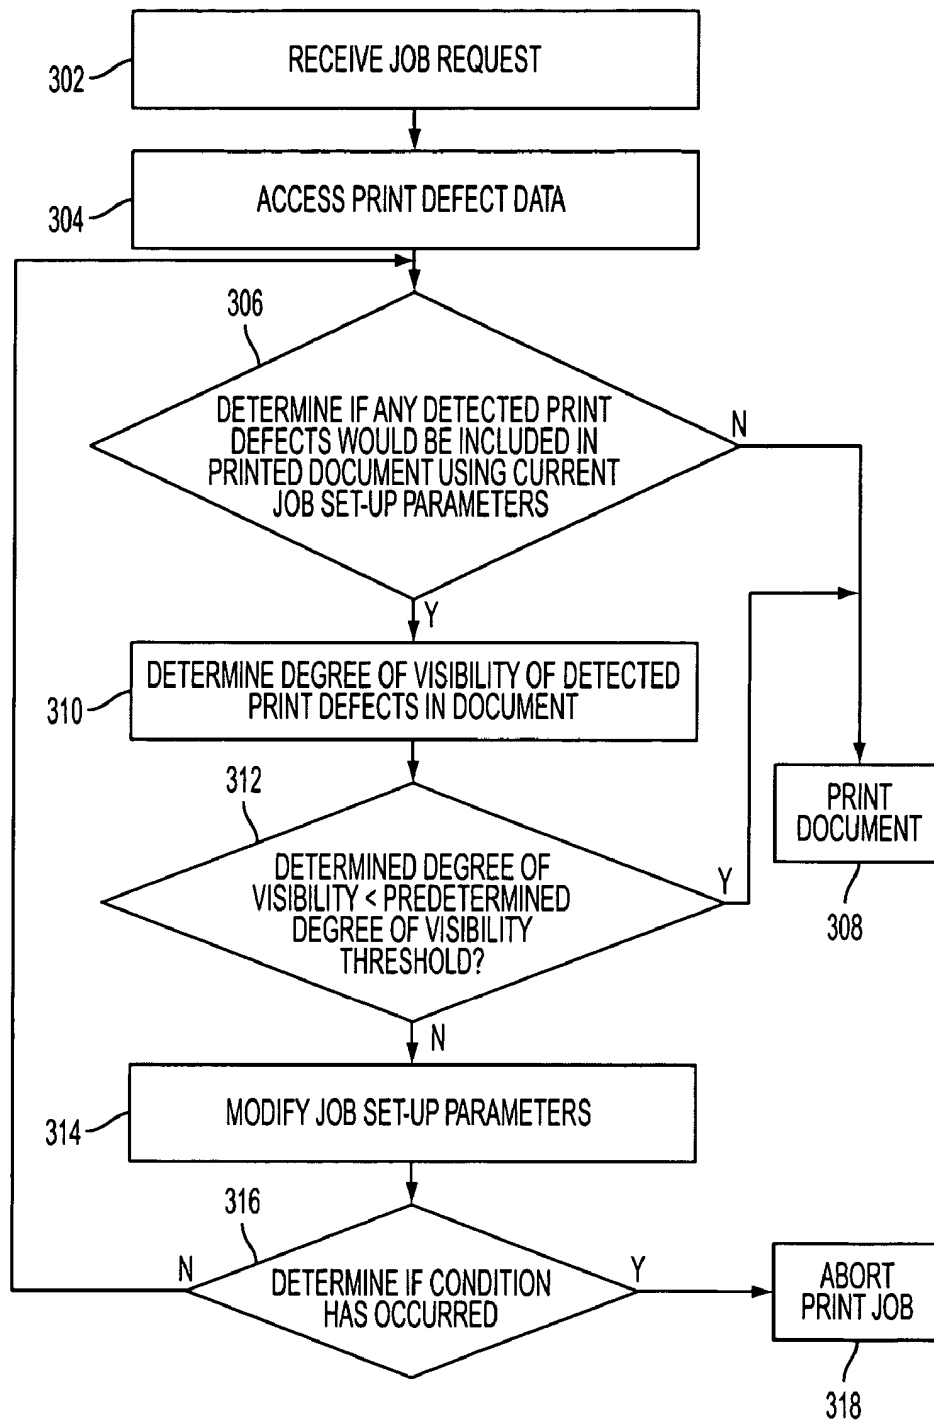 RECEIVE JOB REQUEST
302
ACCESS PRINT DEFECT DATA
304
306
DETERMINE IF ANY DETECTED PRINT
DEFECTS WOULD BE INCLUDED IN
PRINTED DOCUMENT USING CURRENT
JOB SET-UP PARAMETERS
N
Y
DETERMINE DEGREE OF VISIBILITY OF DETECTED
PRINT DEFECTS IN DOCUMENT
310
312
DETERMINED DEGREE OF
VISIBILITY < PREDETERMINED
DEGREE OF VISIBILITY
THRESHOLD?
Y
PRINT
DOCUMENT
308
N
MODIFY JOB SET-UP PARAMETERS
314
316
N
DETERMINE IF CONDITION
HAS OCCURRED
Y
ABORT
PRINT JOB
318